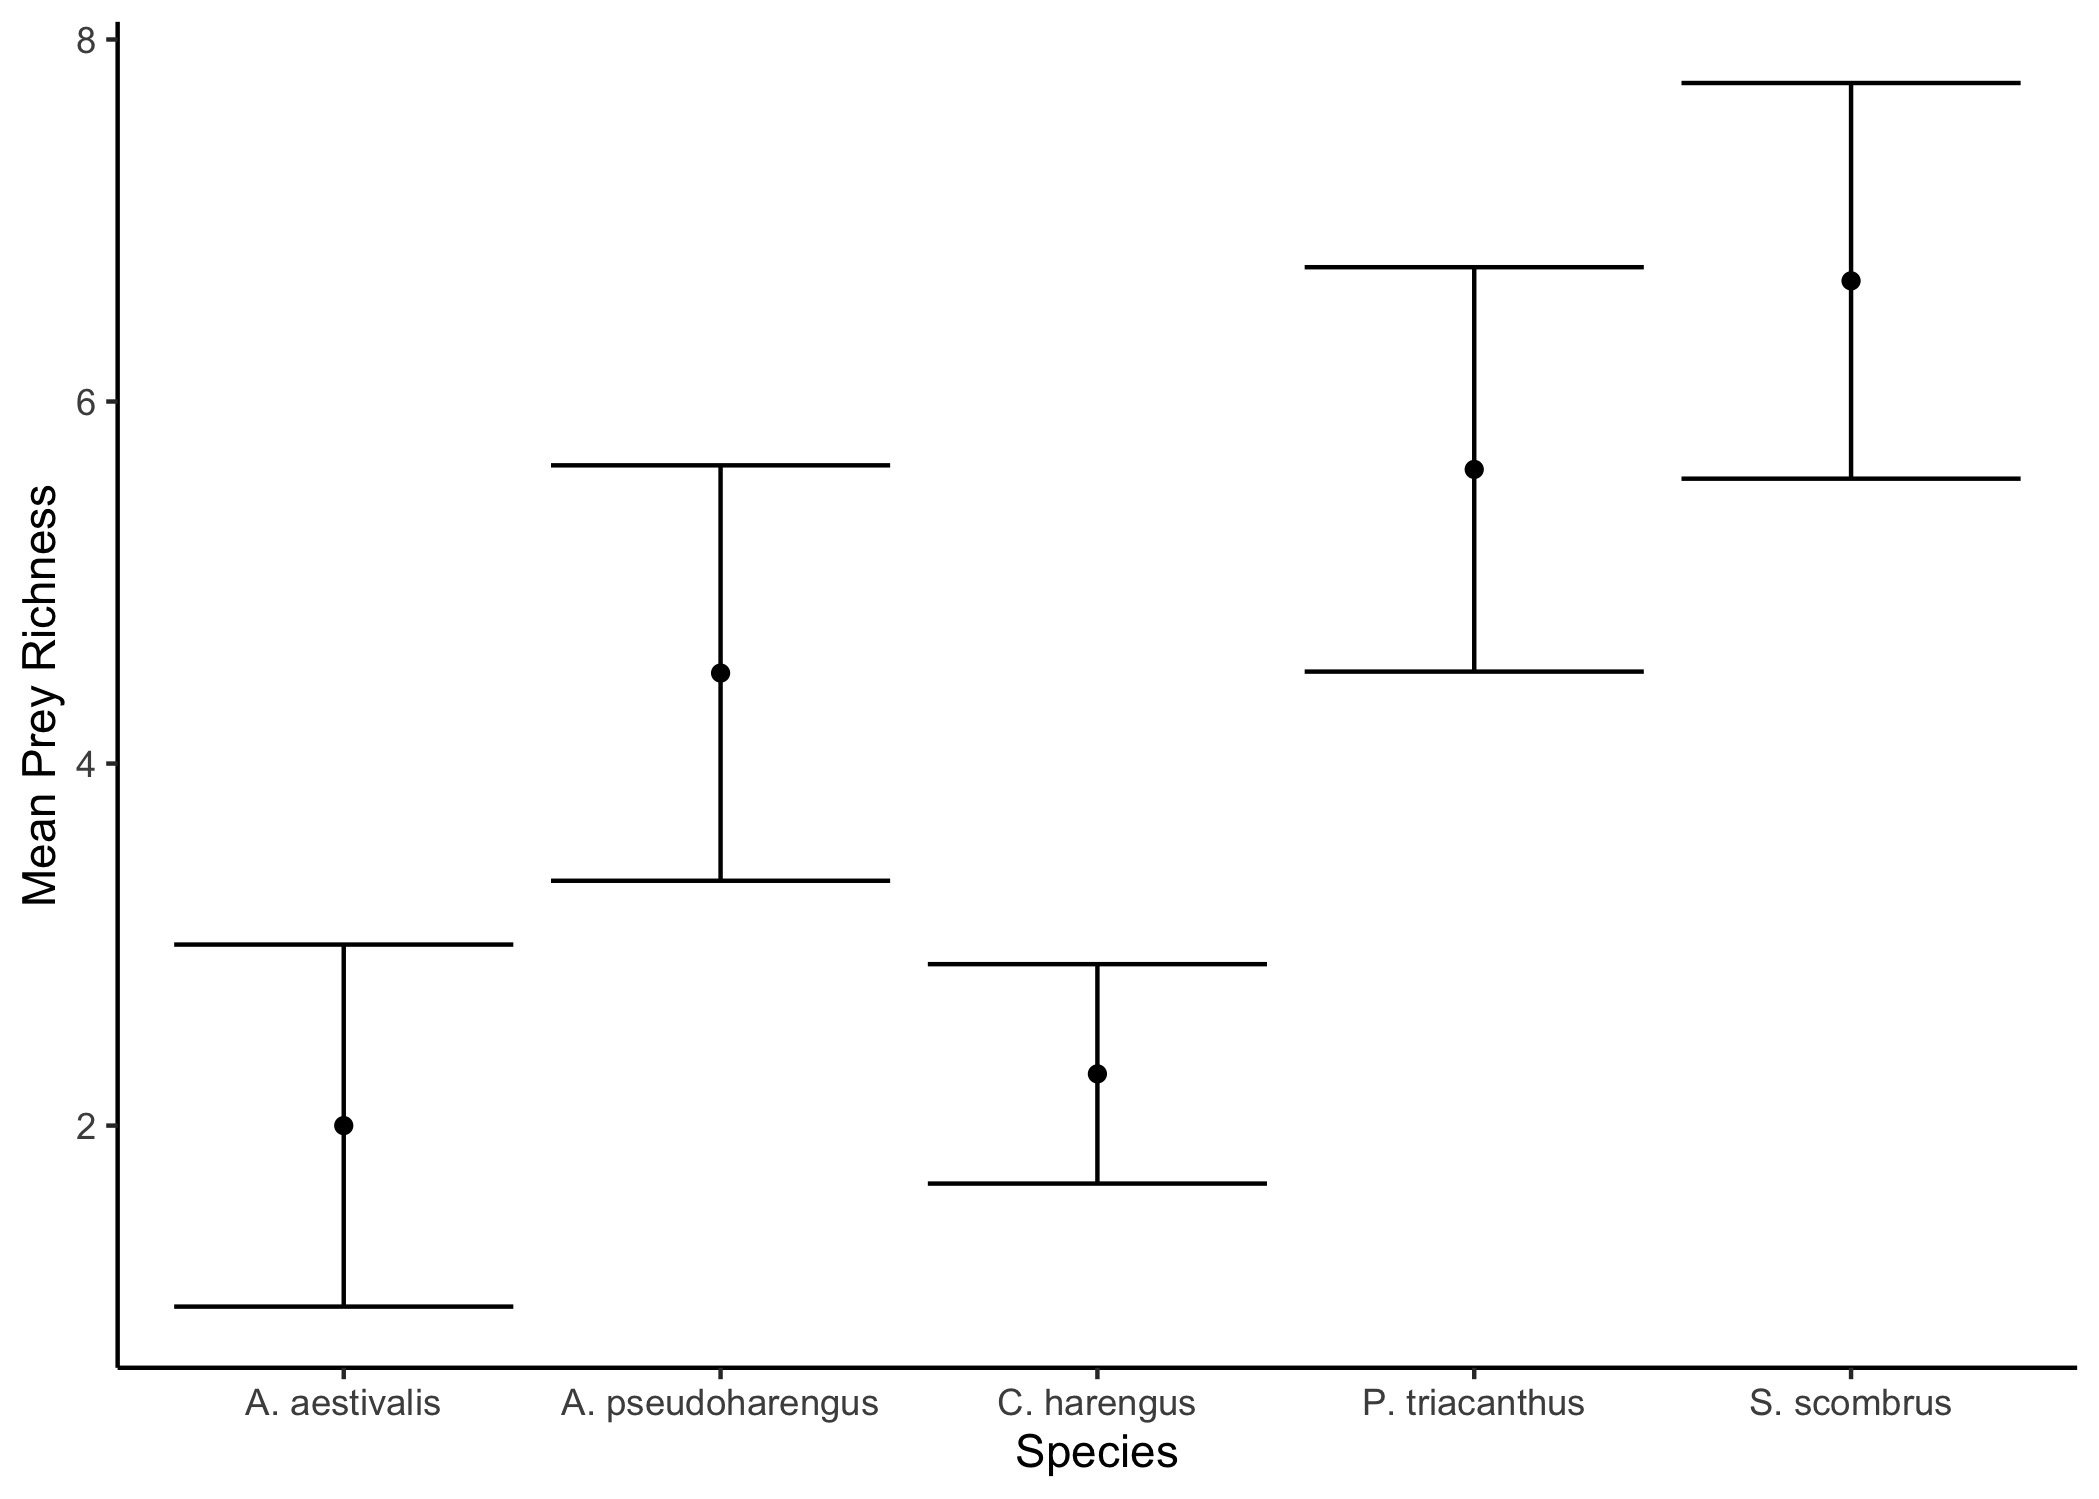 8
6
4
2
Mean Prey Richness
A. aestivalis
A. pseudoharengus
C. harengus
P. triacanthus
S. scombrus
Species